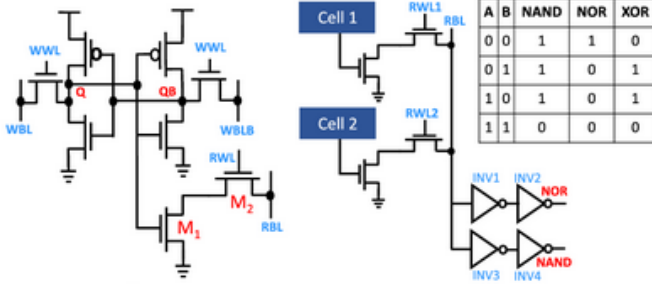 WWL
Q
QB
WWL
WBL
WBLB
RWL
M1
M2
RBL
Cell 1
RWL1
RBL
Cell 2
RWL2
INV1
INV2
NOR
INV3
INV4
NAND
A B NAND NOR XOR
0 0 1 1 0
0 1 1 0 1
1 0 1 0 1
1 1 0 0 0